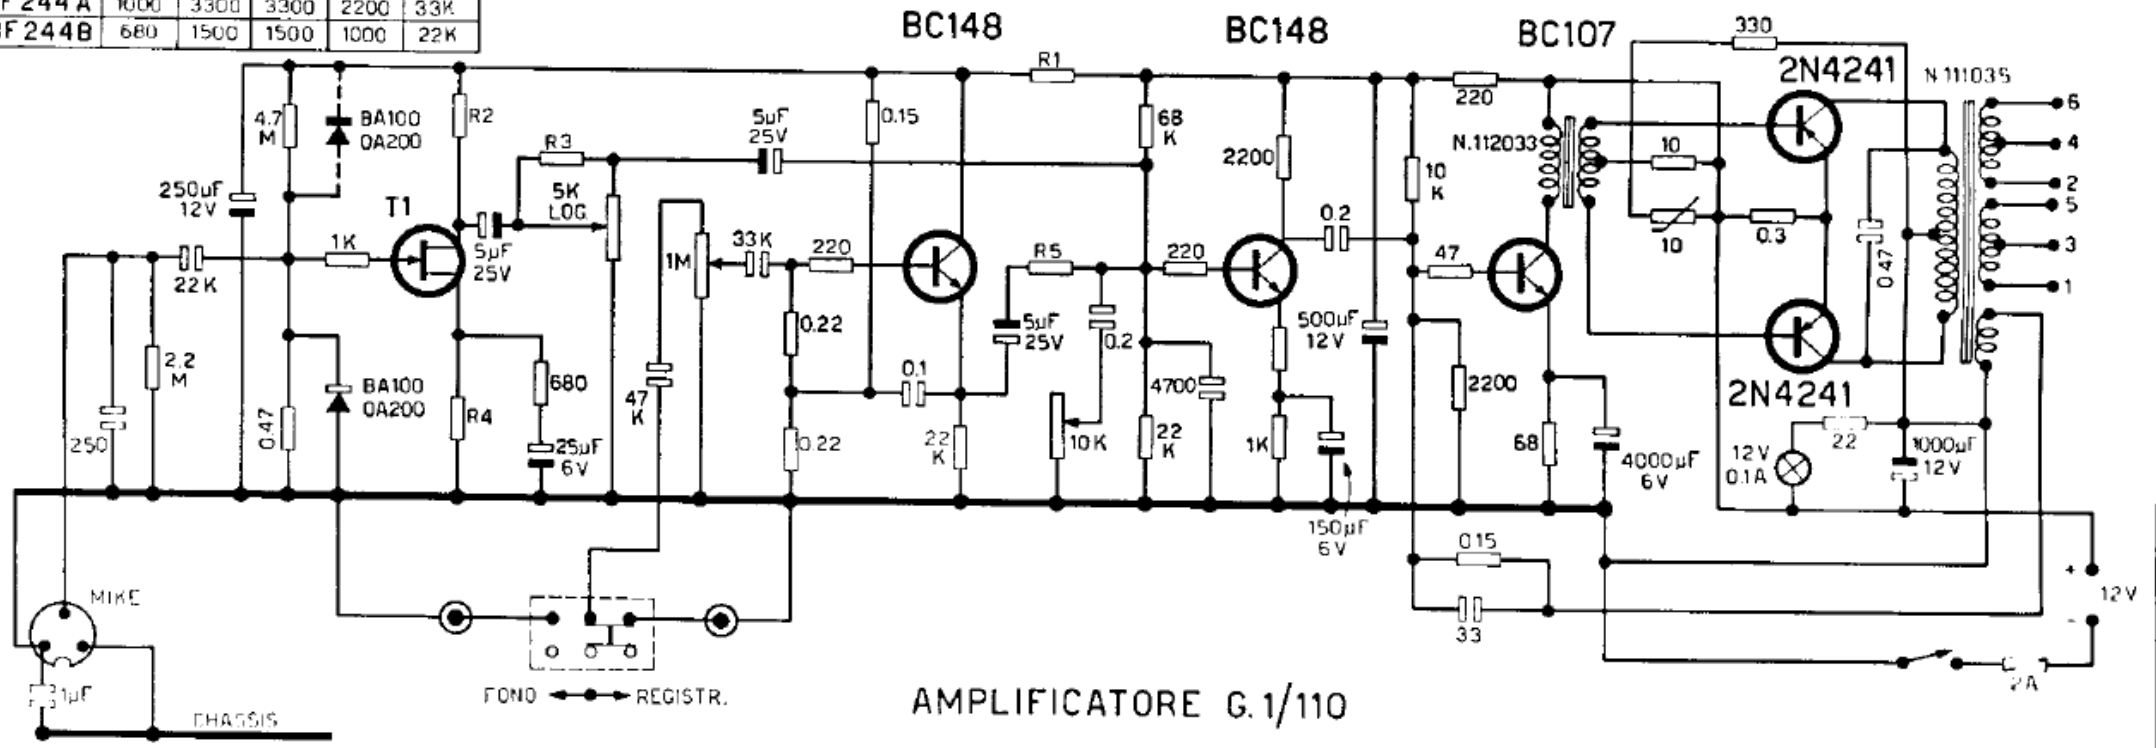 F 244 A 1000 3300 3300 2200 33K
F 244B 680 1500 1500 1000 22K
BC148
BC148
BC107
330
2N4241
N 111035
R1
220
4.7
M
BA100
OA200
R2
5µF
25V
0.15
68
K
2200
10
K
N.112033
10
6
4
2
5
3
1
R3
5K
LOG.
250µF
12V
T1
1K
5µF
25V
22K
1M
33K
220
R5
220
0.2
47
10
0.3
0.47
0.22
5µF
25V
0.2
500µF
12V
2.2
M
BA100
OA200
680
0.1
4700
2200
2N4241
250
0.47
R4
25µF
6V
47
K
0.22
22
K
10K
22
K
1K
68
4000µF
6V
12V
0.1A
22
1000µF
12V
150µF
6V
0.15
33
+
12V
-
2A
MIKE
1µF
CHASSIS
FONO
REGISTR.
AMPLIFICATORE G.1/110